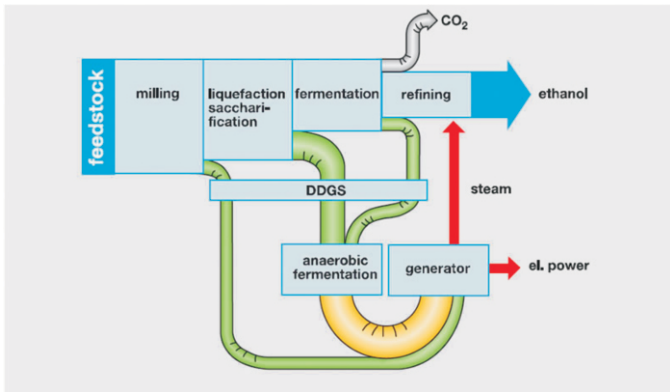 CO₂
feedstock
milling
liquefaction
sacchari-
fication
fermentation
refining
ethanol
DDGS
steam
anaerobic
fermentation
generator
el. power